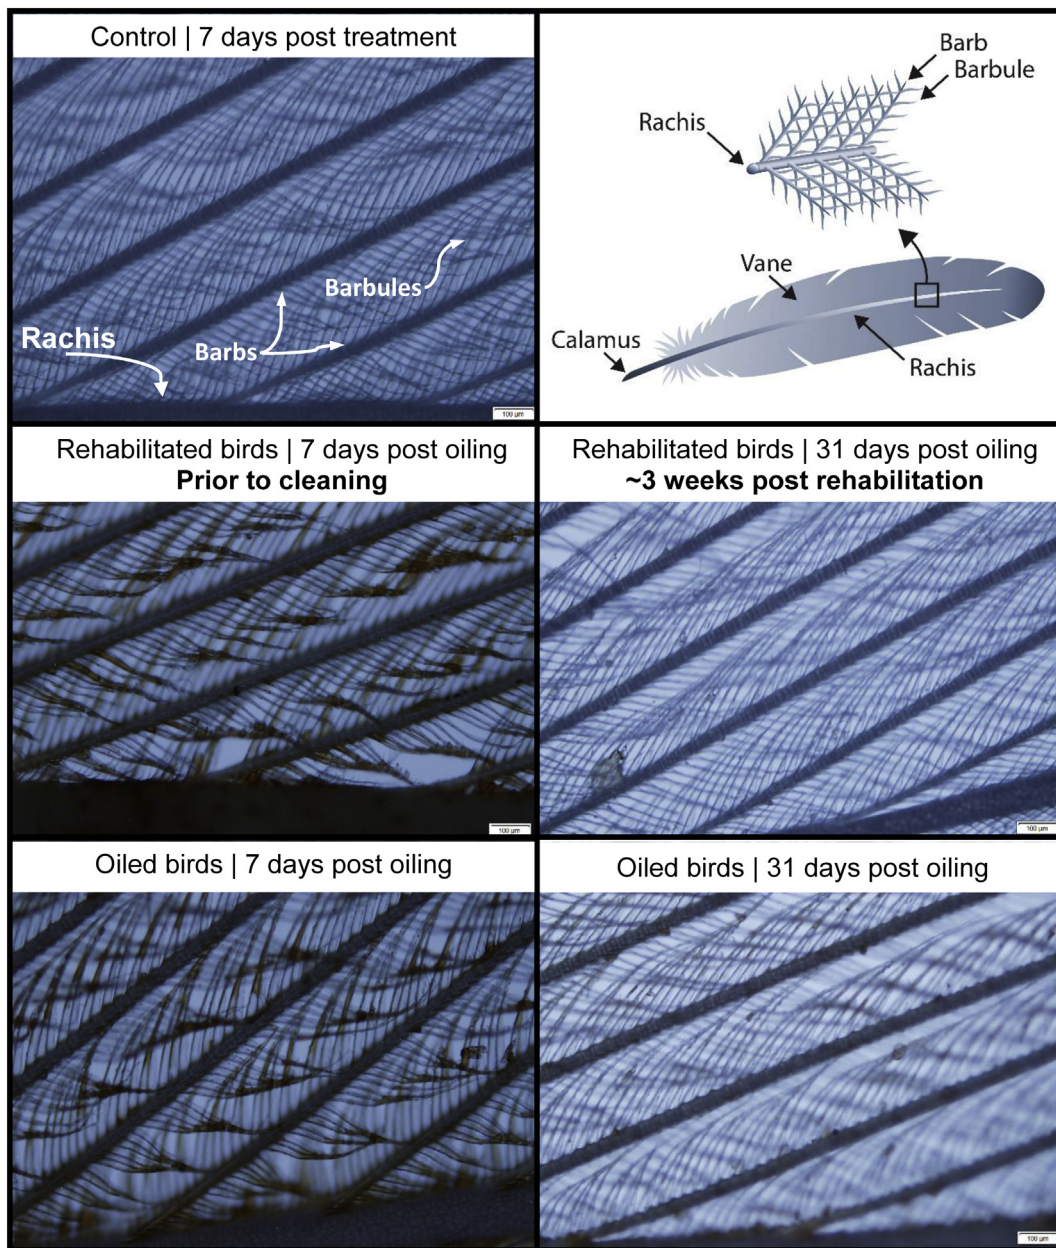 Control | 7 days post treatment
Rachis
Barbs
Barbules
100 µm
Barb
Barbule
Rachis
Vane
Calamus
Rachis
Rehabilitated birds | 7 days post oiling
Prior to cleaning
100 µm
Rehabilitated birds | 31 days post oiling
~3 weeks post rehabilitation
100 µm
Oiled birds | 7 days post oiling
Oiled birds | 31 days post oiling
100 µm